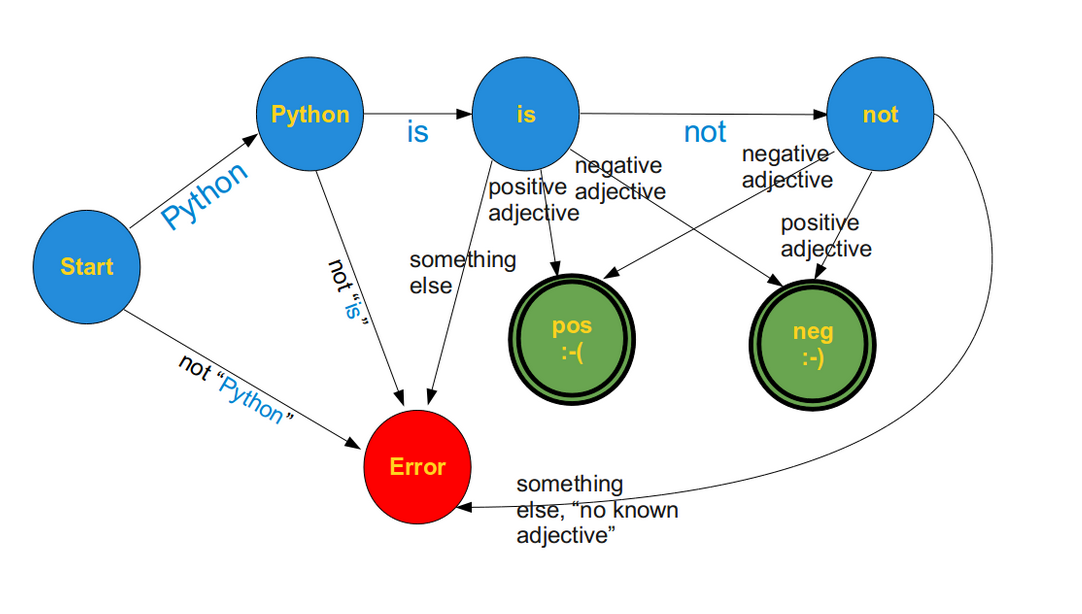 Python
is
not
is
not
Python
Start
negative
adjective
negative
adjective
positive
adjective
positive
adjective
something
else
not “is”
pos
:-(
neg
:-)
not “Python”
Error
something
else, “no known
adjective”